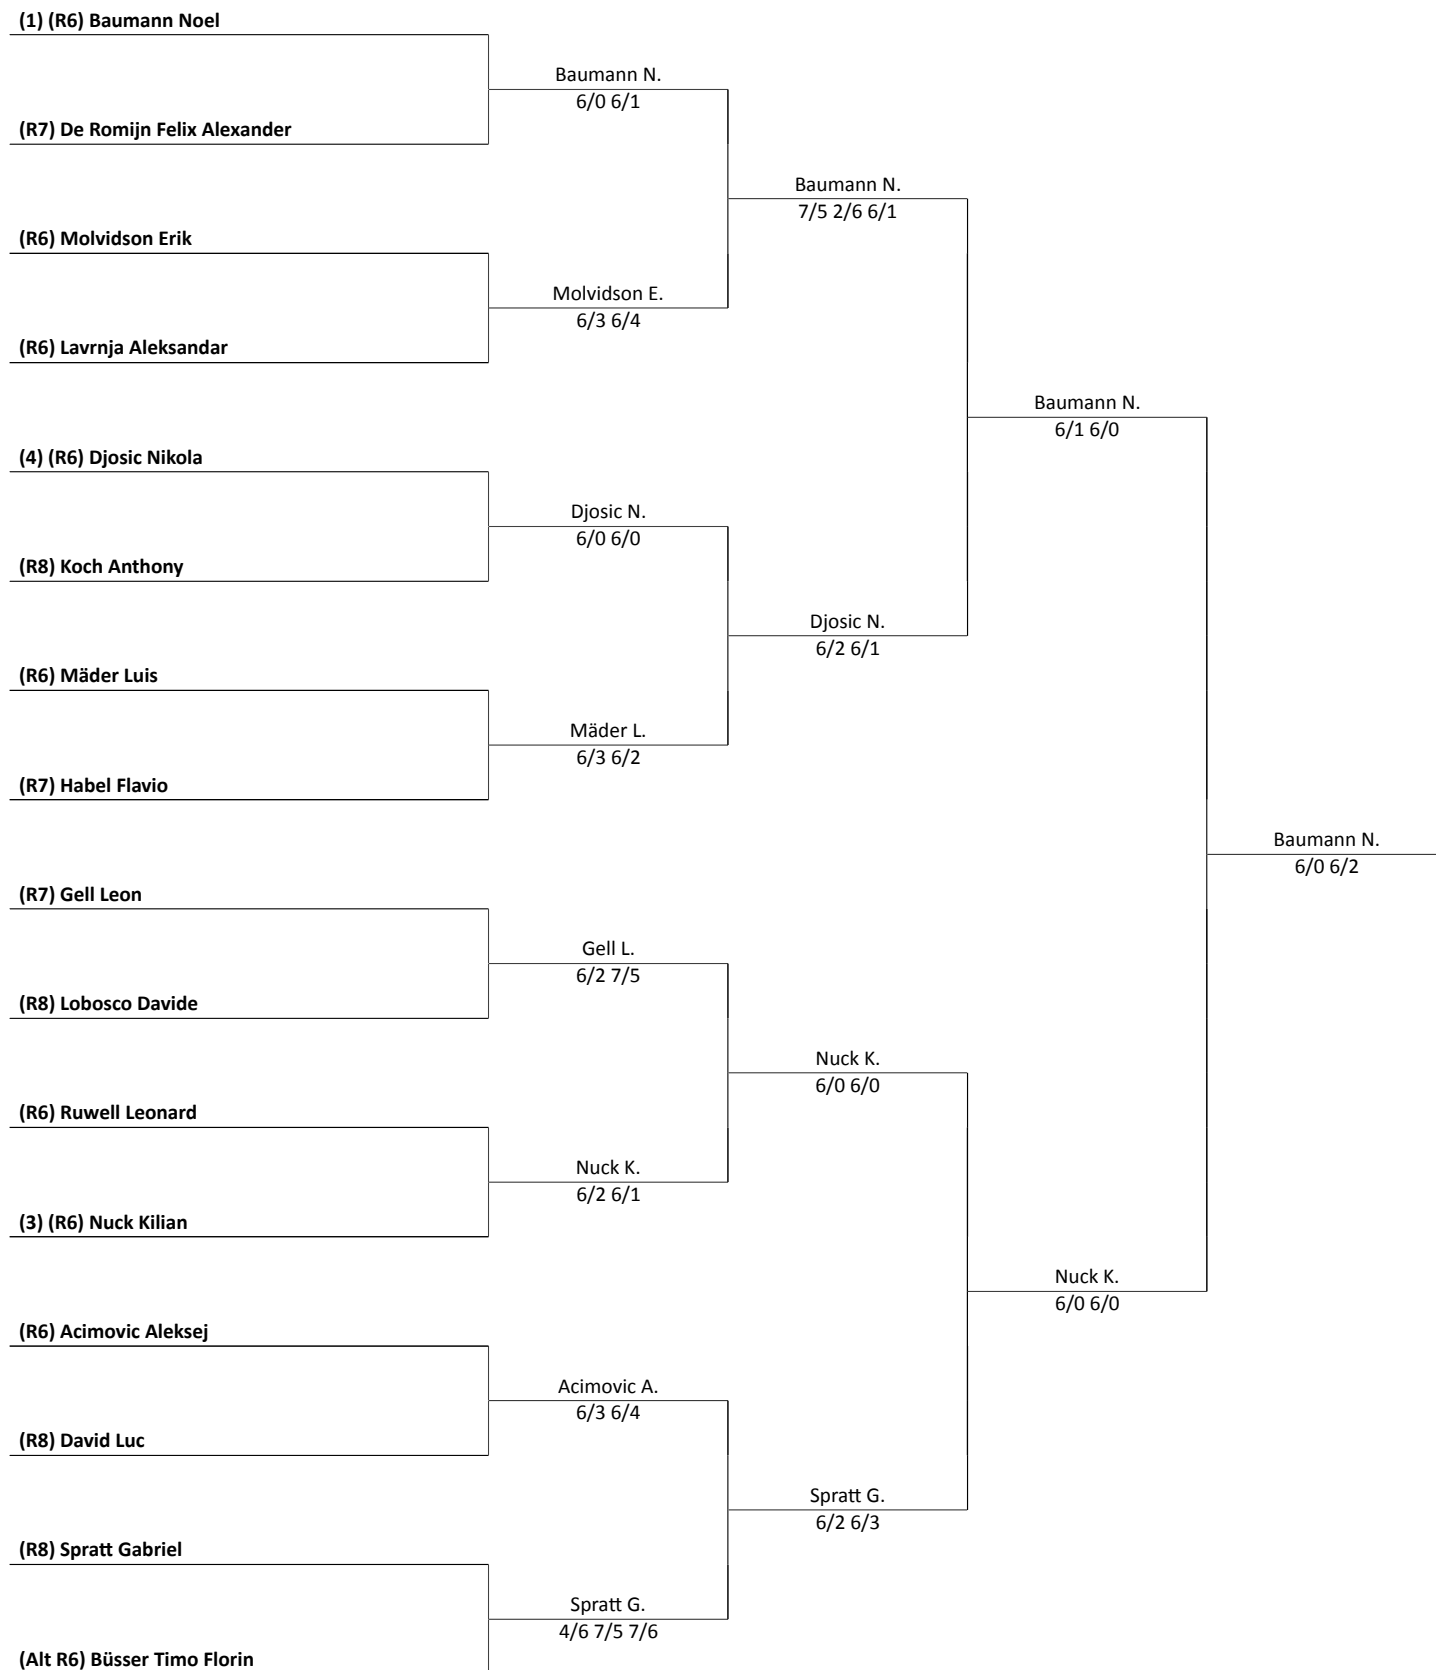 (1) (R6) Baumann Noel
Baumann N.
6/0 6/1
(R7) De Romijn Felix Alexander
Baumann N.
7/5 2/6 6/1
(R6) Molvidson Erik
Molvidson E.
6/3 6/4
(R6) Lavrnja Aleksandar
Baumann N.
6/1 6/0
(4) (R6) Djosic Nikola
Djosic N.
6/0 6/0
(R8) Koch Anthony
Djosic N.
6/2 6/1
(R6) Mäder Luis
Mäder L.
6/3 6/2
(R7) Habel Flavio
Baumann N.
6/0 6/2
(R7) Gell Leon
Gell L.
6/2 7/5
(R8) Lobosco Davide
Nuck K.
6/0 6/0
(R6) Ruwell Leonard
Nuck K.
6/2 6/1
(3) (R6) Nuck Kilian
Nuck K.
6/0 6/0
(R6) Acimovic Aleksej
Acimovic A.
6/3 6/4
(R8) David Luc
Spratt G.
6/2 6/3
(R8) Spratt Gabriel
Spratt G.
4/6 7/5 7/6
(Alt R6) Büsser Timo Florin